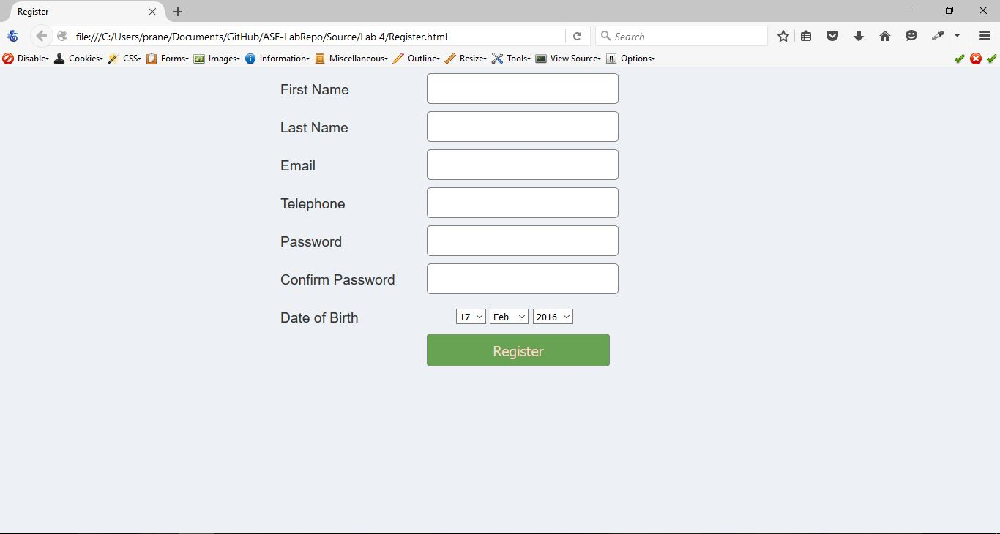 Register
file:///C:/Users/prane/Documents/GitHub/ASE-LabRepo/Source/Lab 4/Register.html
Search
Disable Cookies CSS Forms Images Information Miscellaneous Outline Resize Tools View Source Options
First Name
Last Name
Email
Telephone
Password
Confirm Password
Date of Birth 17 Feb 2016
Register